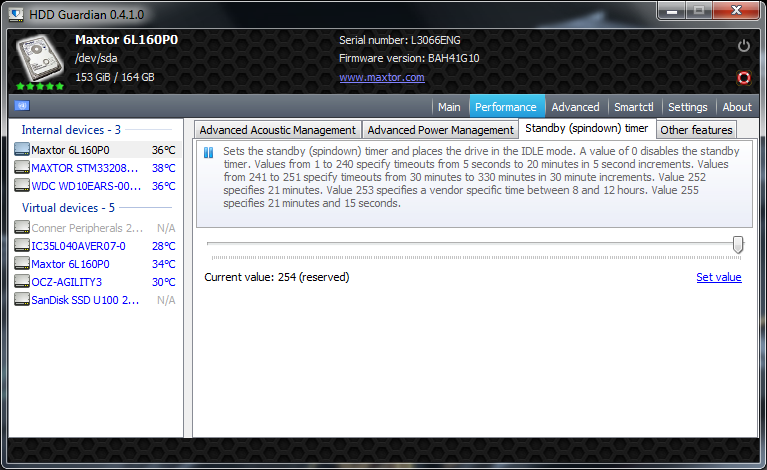 HDD Guardian 0.4.1.0
Maxtor 6L160P0
/dev/sda
153 GiB / 164 GB
Serial number: L3066ENG
Firmware version: BAH41G10
www.maxtor.com
Main
Performance
Advanced
Smartctl
Settings
About
Internal devices - 3
Maxtor 6L160P0 36°C
MAXTOR STM33208... 38°C
WDC WD10EARS-00... 36°C
Virtual devices - 5
Conner Peripherals 2... N/A
IC35L040AVER07-0 28°C
Maxtor 6L160P0 34°C
OCZ-AGILITY3 30°C
SanDisk SSD U100 2... N/A
Advanced Acoustic Management
Advanced Power Management
Standby (spindown) timer
Other features
Sets the standby (spindown) timer and places the drive in the IDLE mode. A value of 0 disables the standby
timer. Values from 1 to 240 specify timeouts from 5 seconds to 20 minutes in 5 second increments. Values
from 241 to 251 specify timeouts from 30 minutes to 330 minutes in 30 minute increments. Value 252
specifies 21 minutes. Value 253 specifies a vendor specific time between 8 and 12 hours. Value 255
specifies 21 minutes and 15 seconds.
Current value: 254 (reserved)
Set value